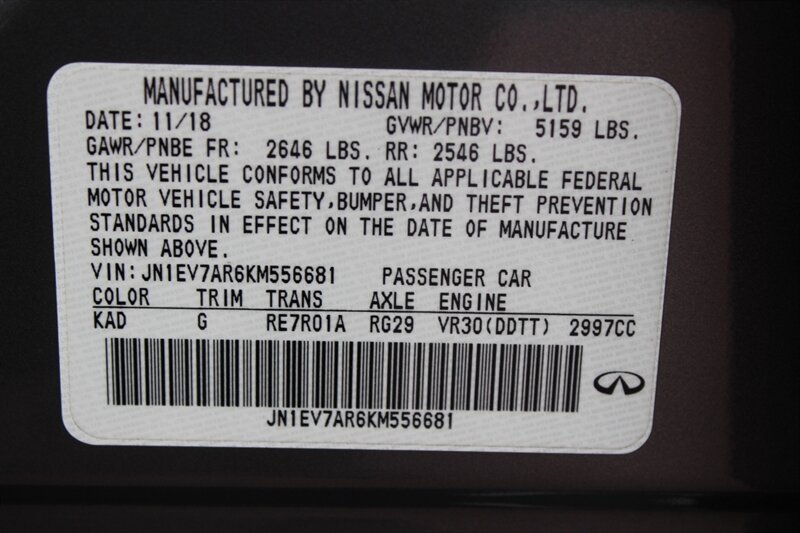 MANUFACTURED BY NISSAN MOTOR CO.,LTD.
DATE: 11/18 GVWR/PNBV: 5159 LBS.
GAWR/PNBE FR: 2646 LBS. RR: 2546 LBS.
THIS VEHICLE CONFORMS TO ALL APPLICABLE FEDERAL
MOTOR VEHICLE SAFETY,BUMPER,AND THEFT PREVENTION
STANDARDS IN EFFECT ON THE DATE OF MANUFACTURE
SHOWN ABOVE.
VIN: JN1EV7AR6KM556681 PASSENGER CAR
COLOR TRIM TRANS AXLE ENGINE
KAD G RE7R01A RG29 VR30(DDTT) 2997CC
JN1EV7AR6KM556681